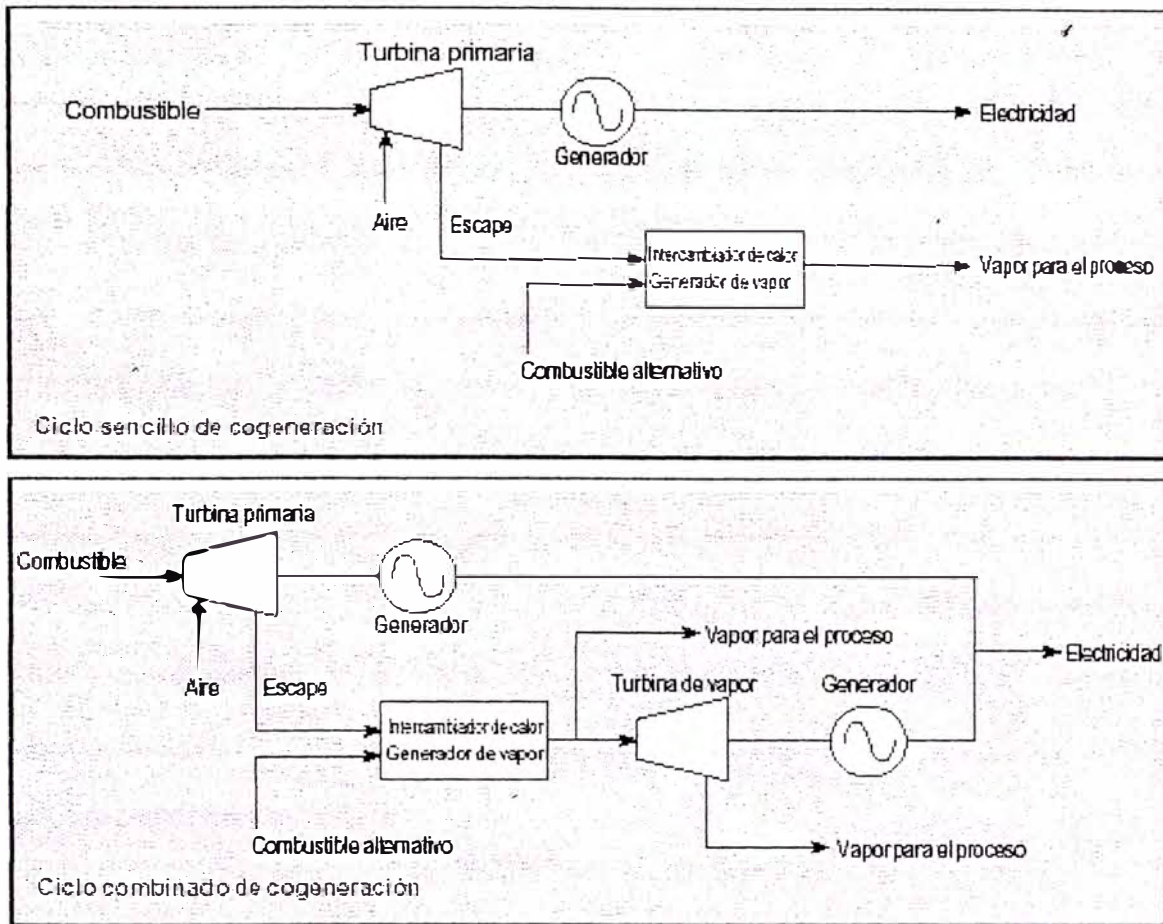 Turbina primaria
Combustible
Electricidad
Generador
Aire
Escape
Intercambiador de calor
Generador de vapor
Vapor para el proceso
Combustible alternativo
Ciclo sencillo de cogeneración
Turbina primaria
Combustible
Generador
Vapor para el proceso
Electricidad
Aire
Escape
Turbina de vapor
Generador
Intercambiador de calor
Generador de vapor
Combustible alternativo
Vapor para el proceso
Ciclo combinado de cogeneración